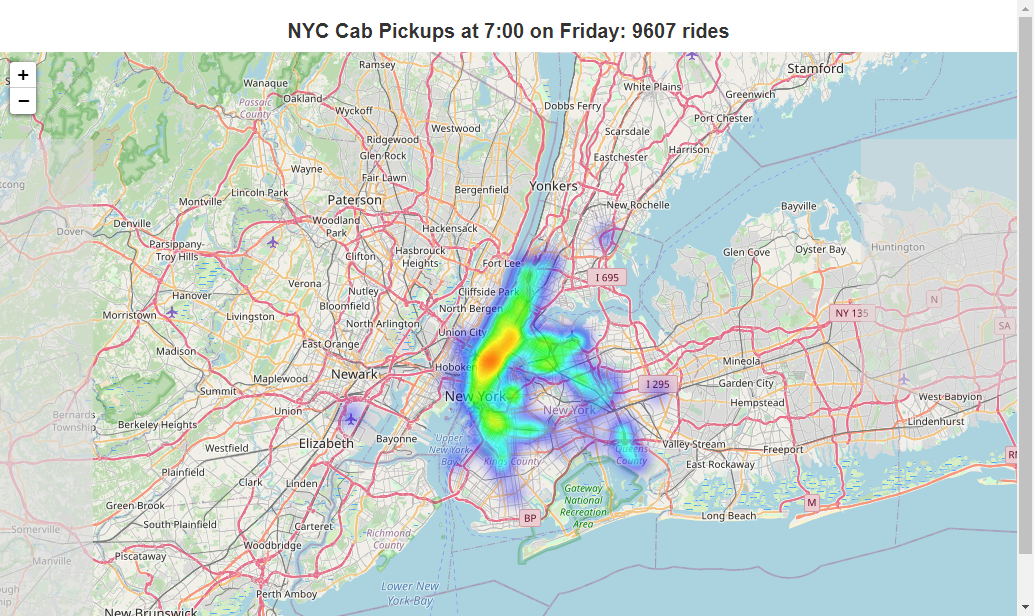 NYC Cab Pickups at 7:00 on Friday: 9607 rides
+
−
Ramsey
Stamford
Wanaque
White Plains
Greenwich
Oakland
Passaic
County
Wyckoff
Dobbs Ferry
Port Chester
Westwood
Scarsdale
Ridgewood
Glen Rock
Harrison
Eastchester
Wayne
Fair Lawn
Lincoln Park
Bergenfield
Yonkers
Montville
Paterson
New Rochelle
Bayville
Denville
Woodland
Park
Hackensack
Dover
Parsippany-
Troy Hills
Clifton
Hasbrouck
Heights
Glen Cove
Oyster Bay
Huntington
Fort Lee
I 695
Verona
Nutley
Cliffside Park
Hanover
Bloomfield
North Bergen
N
Morristown
Livingston
North Arlington
NY 135
Union City
SA
East Orange
Madison
Mineola
Hoboken
Newark
Maplewood
I 295
Garden City
Summit
New York
Hempstead
West Babylon
Union
New York
Bernards
Township
Berkeley Heights
Lindenhurst
Elizabeth
Bayonne
Upper
New York
Bay
Valley Stream
Freeport
Westfield
Queens
County
Kings County
East Rockaway
Plainfield
Clark
Linden
Gateway
National
Recreation
Area
M
Green Brook
Long Beach
BP
South Plainfield
Carteret
Somerville
Richmond
County
Woodbridge
Piscataway
Manville
Lower New
York Bay
Perth Amboy
New Brunswick